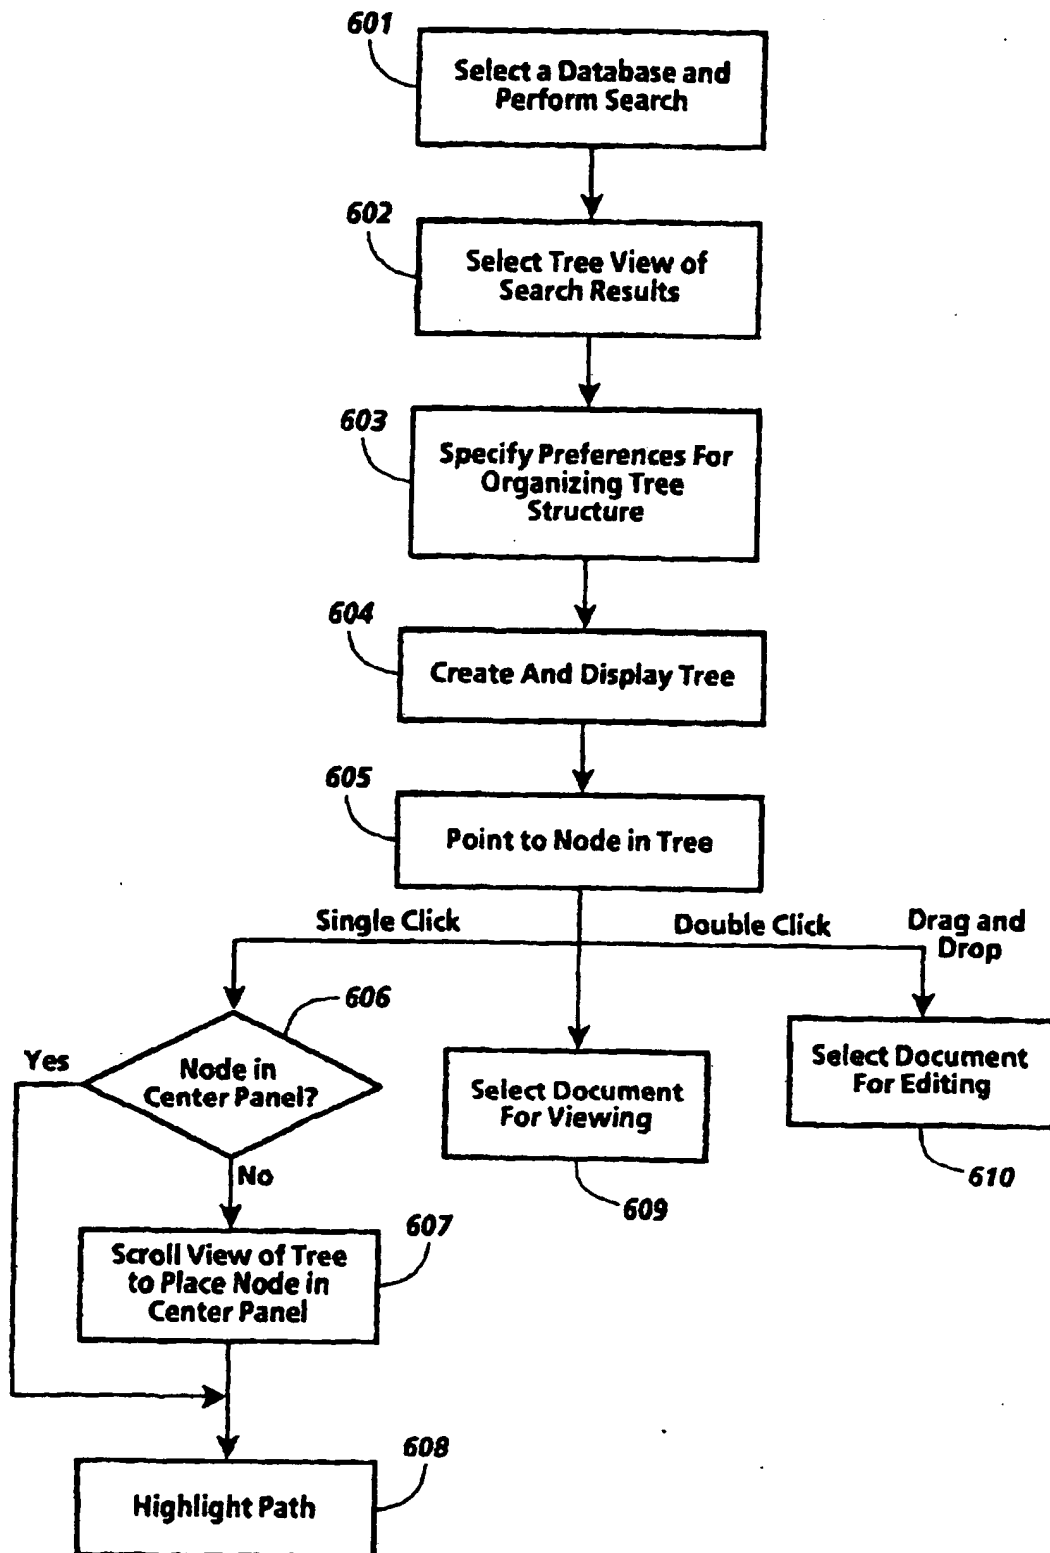 601
Select a Database and
Perform Search
602
Select Tree View of
Search Results
603
Specify Preferences For
Organizing Tree
Structure
604
Create And Display Tree
605
Point to Node in Tree
Single Click
Double Click
Drag and
Drop
606
Yes
Node in
Center Panel?
No
Select Document
For Viewing
609
Select Document
For Editing
610
607
Scroll View of Tree
to Place Node in
Center Panel
608
Highlight Path